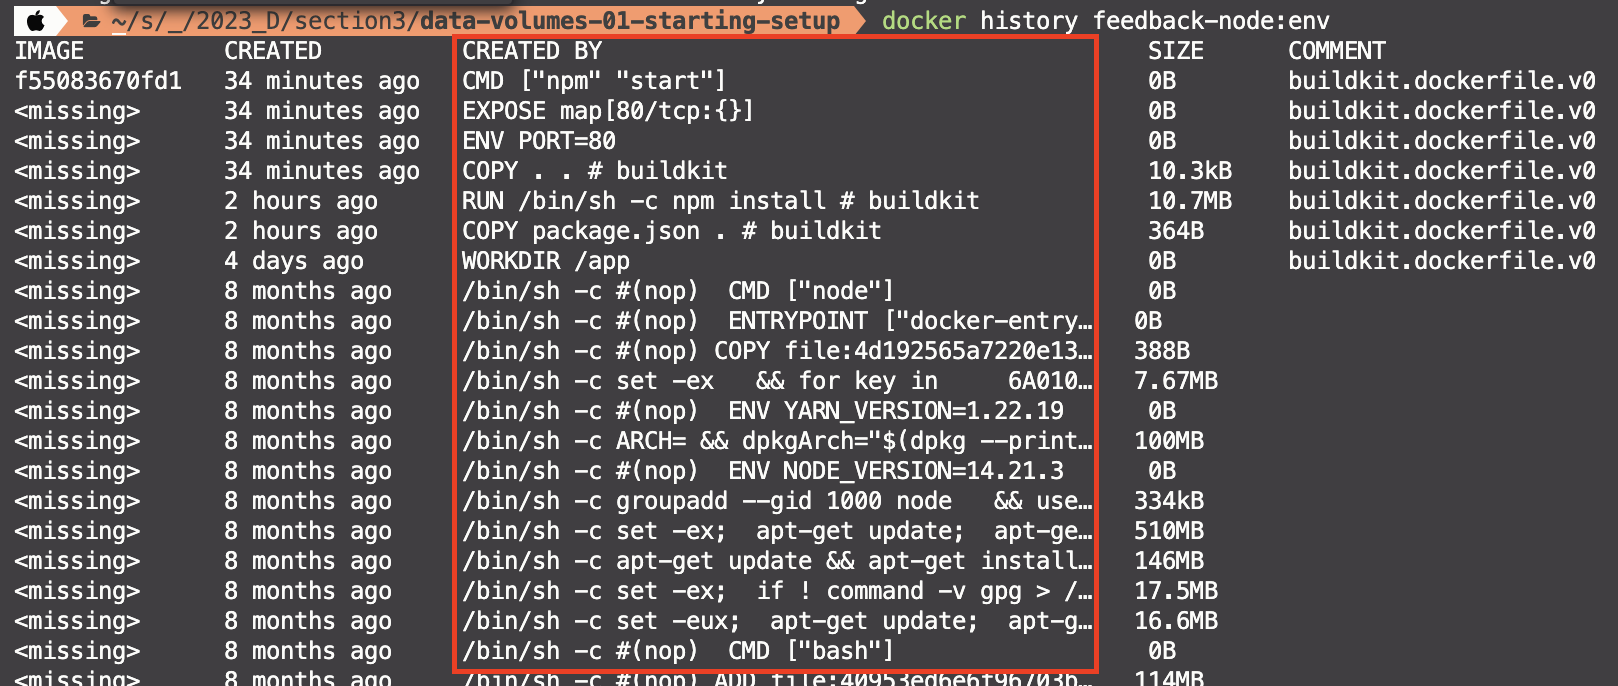 ~/s/_/2023_D/section3/data-volumes-01-starting-setup docker history feedback-node:env
IMAGE CREATED CREATED BY SIZE COMMENT
f55083670fd1 34 minutes ago CMD ["npm" "start"] 0B buildkit.dockerfile.v0
<missing> 34 minutes ago EXPOSE map[80/tcp:{}] 0B buildkit.dockerfile.v0
<missing> 34 minutes ago ENV PORT=80 0B buildkit.dockerfile.v0
<missing> 34 minutes ago COPY . . # buildkit 10.3kB buildkit.dockerfile.v0
<missing> 2 hours ago RUN /bin/sh -c npm install # buildkit 10.7MB buildkit.dockerfile.v0
<missing> 2 hours ago COPY package.json . # buildkit 364B buildkit.dockerfile.v0
<missing> 4 days ago WORKDIR /app 0B buildkit.dockerfile.v0
<missing> 8 months ago /bin/sh -c #(nop)  CMD ["node"] 0B
<missing> 8 months ago /bin/sh -c #(nop)  ENTRYPOINT ["docker-entry… 0B
<missing> 8 months ago /bin/sh -c #(nop) COPY file:4d192565a7220e13… 388B
<missing> 8 months ago /bin/sh -c set -ex   && for key in     6A010… 7.67MB
<missing> 8 months ago /bin/sh -c #(nop)  ENV YARN_VERSION=1.22.19 0B
<missing> 8 months ago /bin/sh -c ARCH= && dpkgArch="$(dpkg --print… 100MB
<missing> 8 months ago /bin/sh -c #(nop)  ENV NODE_VERSION=14.21.3 0B
<missing> 8 months ago /bin/sh -c groupadd --gid 1000 node   && use… 334kB
<missing> 8 months ago /bin/sh -c set -ex;  apt-get update;  apt-ge… 510MB
<missing> 8 months ago /bin/sh -c apt-get update && apt-get install… 146MB
<missing> 8 months ago /bin/sh -c set -ex;  if ! command -v gpg > /… 17.5MB
<missing> 8 months ago /bin/sh -c set -eux;  apt-get update;  apt-g… 16.6MB
<missing> 8 months ago /bin/sh -c #(nop)  CMD ["bash"] 0B
<missing> 8 months ago /bin/sh -c #(nop) ADD file:40953ed6e6f96703b… 114MB